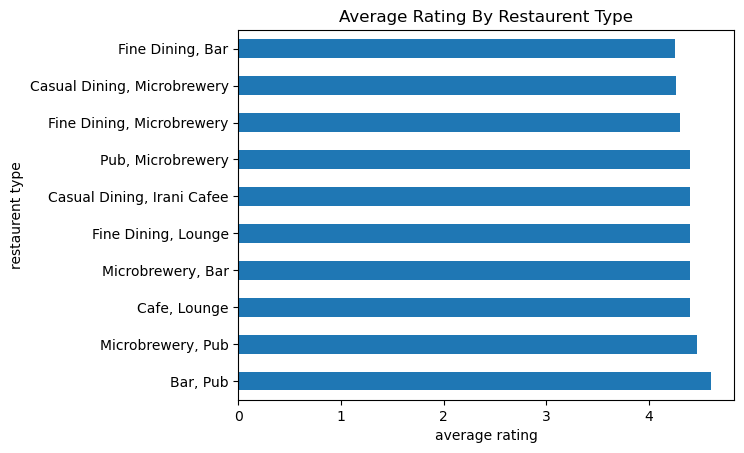 Average Rating By Restaurent Type
Fine Dining, Bar
Casual Dining, Microbrewery
Fine Dining, Microbrewery
Pub, Microbrewery
Casual Dining, Irani Cafee
Fine Dining, Lounge
Microbrewery, Bar
Cafe, Lounge
Microbrewery, Pub
Bar, Pub
restaurent type
0 1 2 3 4
average rating